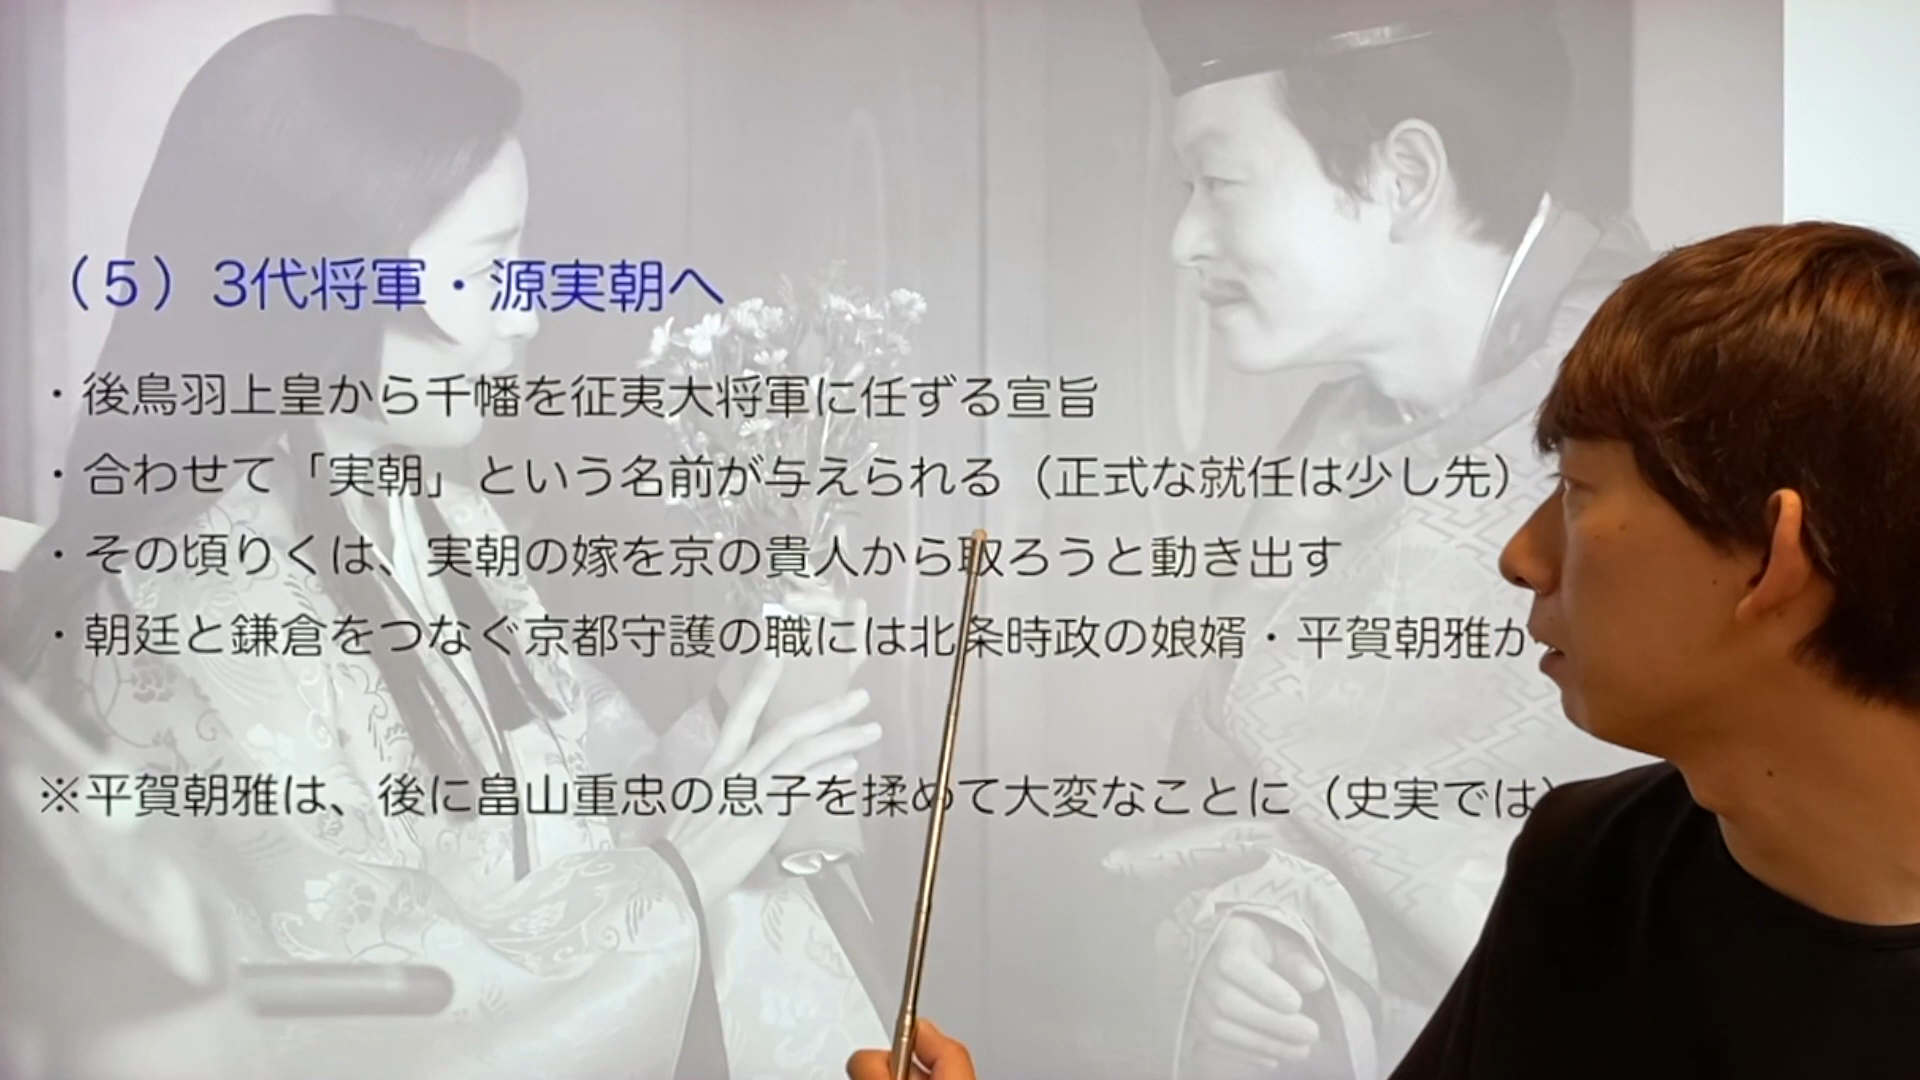 （５）3代将軍・源実朝へ
・後鳥羽上皇から千幡を征夷大将軍に任ずる宣旨
・合わせて「実朝」という名前が与えられる（正式な就任は少し先）
・その頃りくは、実朝の嫁を京の貴人から取ろうと動き出す
・朝廷と鎌倉をつなぐ京都守護の職には北条時政の娘婿・平賀朝雅が
※平賀朝雅は、後に畠山重忠の息子を揉めて大変なことに（史実では）